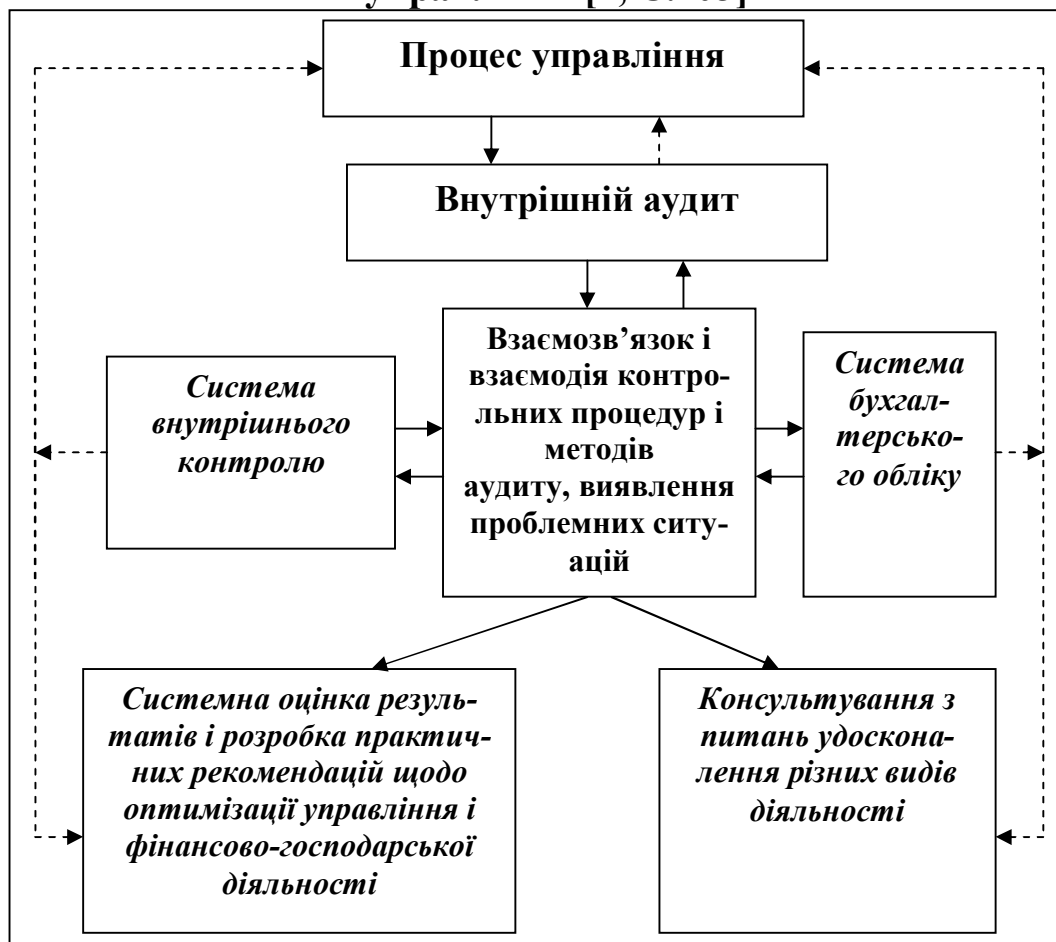 Процес управління
Внутрішній аудит
Взаємозв’язок і
взаємодія контро-
льних процедур і
методів
аудиту, виявлення
проблемних ситу-
ацій
Система
внутрішнього
контролю
Система
бухгал-
терсько-
го обліку
Системна оцінка резуль-
татів і розробка практич-
них рекомендацій щодо
оптимізації управління і
фінансово-господарської
діяльності
Консультування з
питань удоскона-
лення різних видів
діяльності